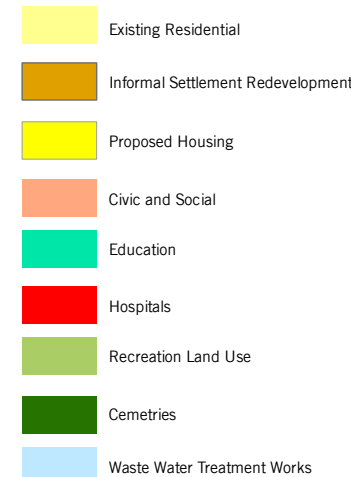 Existing Residential
Informal Settlement Redevelopment
Proposed Housing
Civic and Social
Education
Hospitals
Recreation Land Use
Cemetries
Waste Water Treatment Works